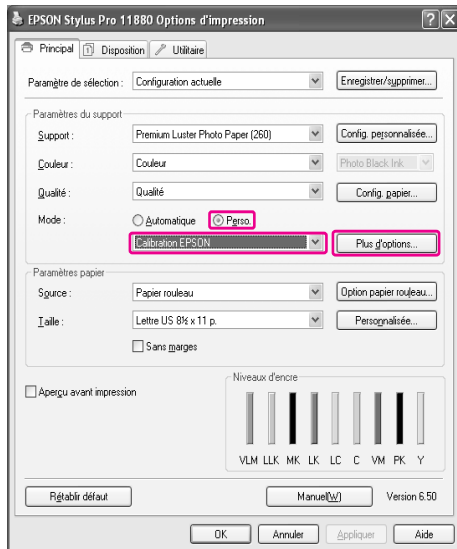 EPSON Stylus Pro 11880 Options d'impression
Principal Disposition Utilitaire
Paramètre de sélection : Configuration actuelle Enregistrer/supprimer...
Paramètres du support
Support : Premium Luster Photo Paper (260) Config. personnalisée...
Couleur : Couleur Photo Black Ink
Qualité : Qualité Config. papier...
Mode : Automatique Perso.
Calibration EPSON Plus d'options...
Paramètres papier
Source : Papier rouleau Option papier rouleau...
Taille : Lettre US 8½ x 11 p. Personnalisée...
Sans marges
Niveaux d'encre
Aperçu avant impression
VLM LLK MK LK LC C VM PK Y
Rétablir défaut Manuel(W) Version 6.50
OK Annuler Appliquer Aide